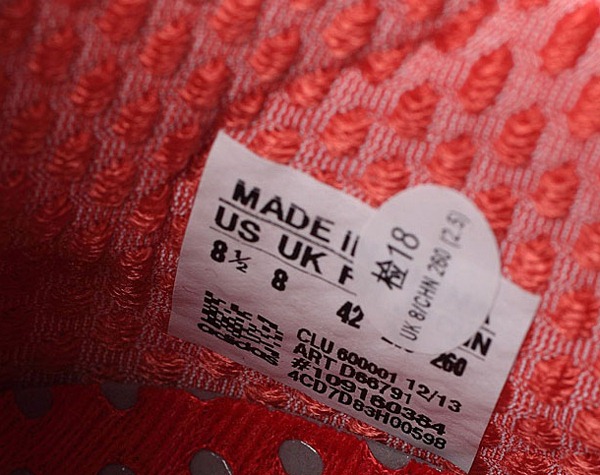 MADE
US UK
8½ 8 42 260
CLU 600001 12/13
ART D66791
#109160384
4CD7D83H00598
检18
UK 8/CHN 260 (2.5)